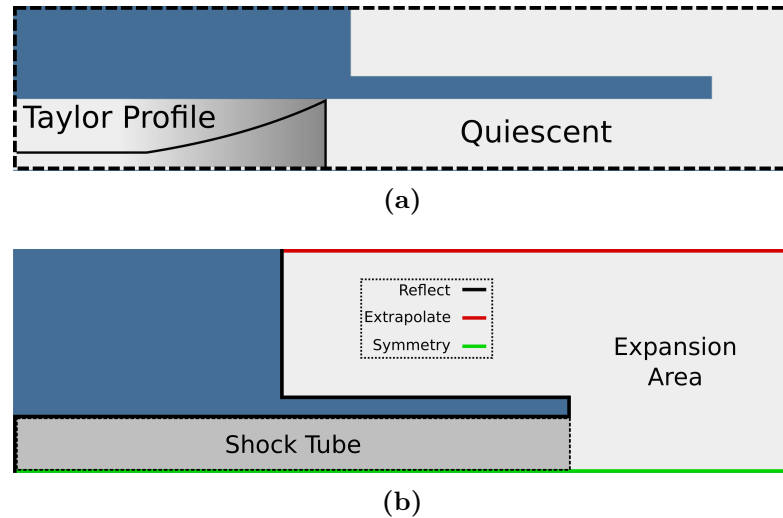 Taylor Profile
Quiescent
(a)
Reflect
Extrapolate
Symmetry
Expansion
Area
Shock Tube
(b)